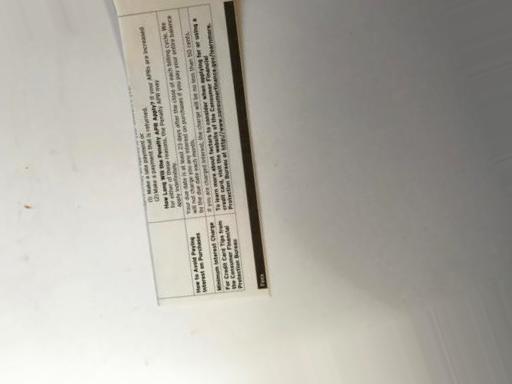 (1) Make a late payment or
(2) Make a payment that is returned.
How Long Will the Penalty APR Apply? If your APRs are increased
for either of these reasons, the Penalty APR may
apply indefinitely.
How to Avoid Paying
Interest on Purchases
Your due date is at least 23 days after the close of each billing cycle. We
will not charge you any interest on purchases if you pay your entire balance
by the due date each month.
Minimum Interest Charge
If you are charged interest, the charge will be no less than 50 cents.
For Credit Card Tips from
the Consumer Financial
Protection Bureau
To learn more about factors to consider when applying for or using a
credit card, visit the website of the Consumer Financial
Protection Bureau at http://www.consumerfinance.gov/learnmore.
Fees